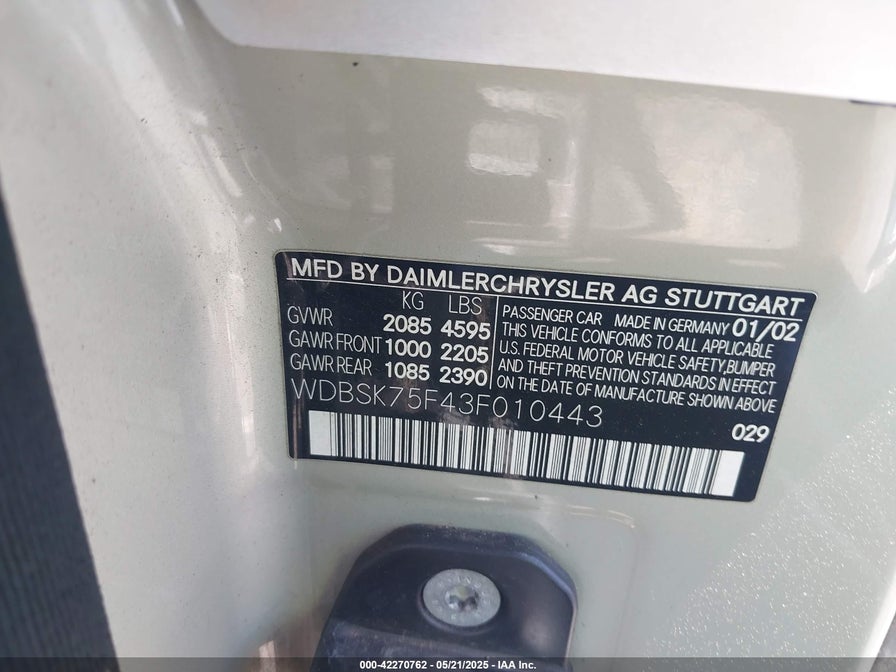 MFD BY DAIMLERCHRYSLER AG STUTTGART
KG LBS
GVWR 2085 4595
GAWR FRONT 1000 2205
GAWR REAR 1085 2390
PASSENGER CAR MADE IN GERMANY 01/02
THIS VEHICLE CONFORMS TO ALL APPLICABLE
U.S. FEDERAL MOTOR VEHICLE SAFETY, BUMPER
AND THEFT PREVENTION STANDARDS IN EFFECT
ON THE DATE OF MANUFACTURE SHOWN ABOVE
WDBSK75F43F010443
029
000-42270762 - 05/21/2025 - IAA Inc.